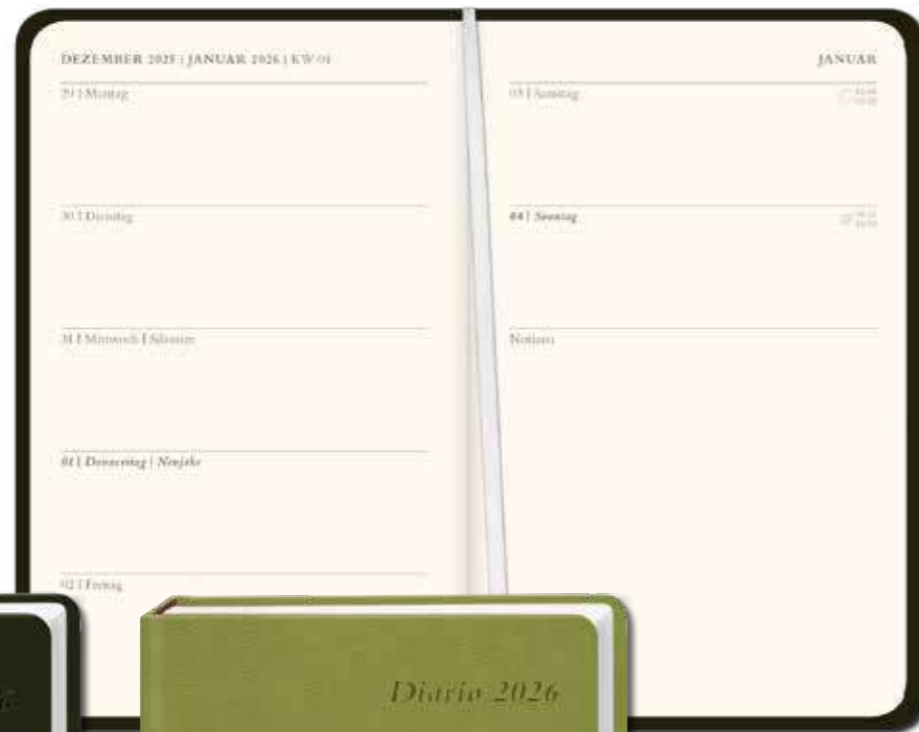 DEZEMBER 2025 | JANUAR 2026 | KW 01
29 | Montag
30 | Dienstag
31 | Mittwoch | Silvester
01 | Donnerstag | Neujahr
02 | Freitag
JANUAR
03 | Samstag
04 | Sonntag
Notizen
Diario 2026